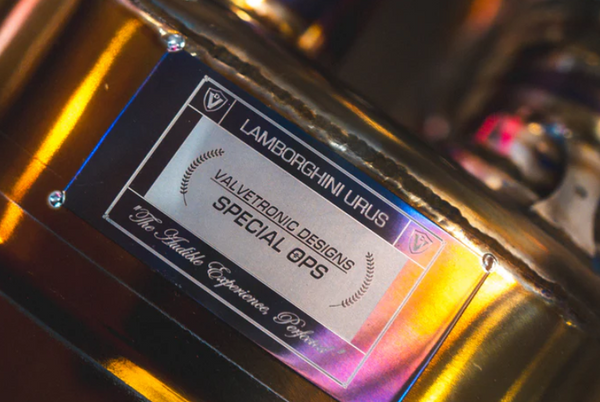 LAMBORGHINI URUS
VALVETRONIC DESIGNS
SPECIAL OPS
"The Audible Experience, Perfected"